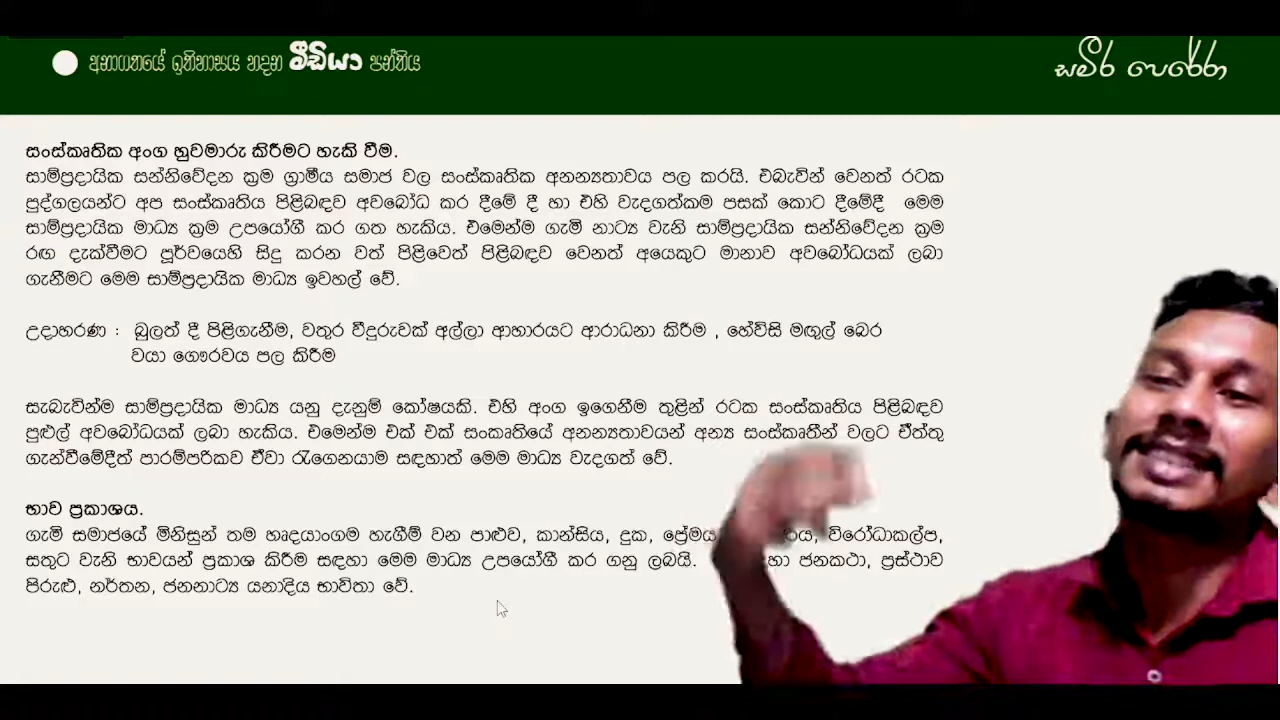 අනාගතයේ ඉතිහාසය හදන මීඩියා පන්තිය
සමීර පෙරේරා
සංස්කෘතික අංග හුවමාරු කිරීමට හැකි වීම.
සාම්ප්‍රදායික සන්නිවේදන ක්‍රම ග්‍රාමීය සමාජ වල සංස්කෘතික අනන්‍යතාවය පල කරයි. එබැවින් වෙනත් රටක
පුද්ගලයන්ට අප සංස්කෘතිය පිළිබඳව අවබෝධ කර දීමේ දී හා එහි වැදගත්කම පසක් කොට දීමේදී මෙම
සාම්ප්‍රදායික මාධ්‍ය ක්‍රම උපයෝගී කර ගත හැකිය. එමෙන්ම ගැමි නාට්‍ය වැනි සාම්ප්‍රදායික සන්නිවේදන ක්‍රම
රඟ දැක්වීමට පූර්වයෙහි සිදු කරන වත් පිළිවෙත් පිළිබඳව වෙනත් අයෙකුට මානාව අවබෝධයක් ලබා
ගැනීමට මෙම සාම්ප්‍රදායික මාධ්‍ය ඉවහල් වේ.
උදාහරණ : බුලත් දී පිළිගැනීම, වතුර වීදුරුවක් අල්ලා ආහාරයට ආරාධනා කිරීම , හේවිසි මඟුල් බෙර
වයා ගෞරවය පල කිරීම
සැබැවින්ම සාම්ප්‍රදායික මාධ්‍ය යනු දැනුම් කෝෂයකි. එහි අංග ඉගෙනීම තුළින් රටක සංස්කෘතිය පිළිබඳව
පුළුල් අවබෝධයක් ලබා හැකිය. එමෙන්ම එක් එක් සංකෘතියේ අනන්‍යතාවයන් අන්‍ය සංස්කෘතීන් වලට ඒත්තු
ගැන්වීමේදීත් පාරම්පරිකව ඒවා රැගෙනයාම සඳහාත් මෙම මාධ්‍ය වැදගත් වේ.
භාව ප්‍රකාශය.
ගැමි සමාජයේ මිනිසුන් තම හෘදයාංගම හැගීම් වන පාළුව, කාන්සිය, දුක, විරෝධාකල්ප,
සතුට වැනි භාවයන් ප්‍රකාශ කිරීම සඳහා මෙම මාධ්‍ය උපයෝගී කර ගනු ලබයි. ජනකථා, ප්‍රස්ථාව
පිරුළු, නර්තන, ජනනාට්‍ය යනාදිය භාවිතා වේ.